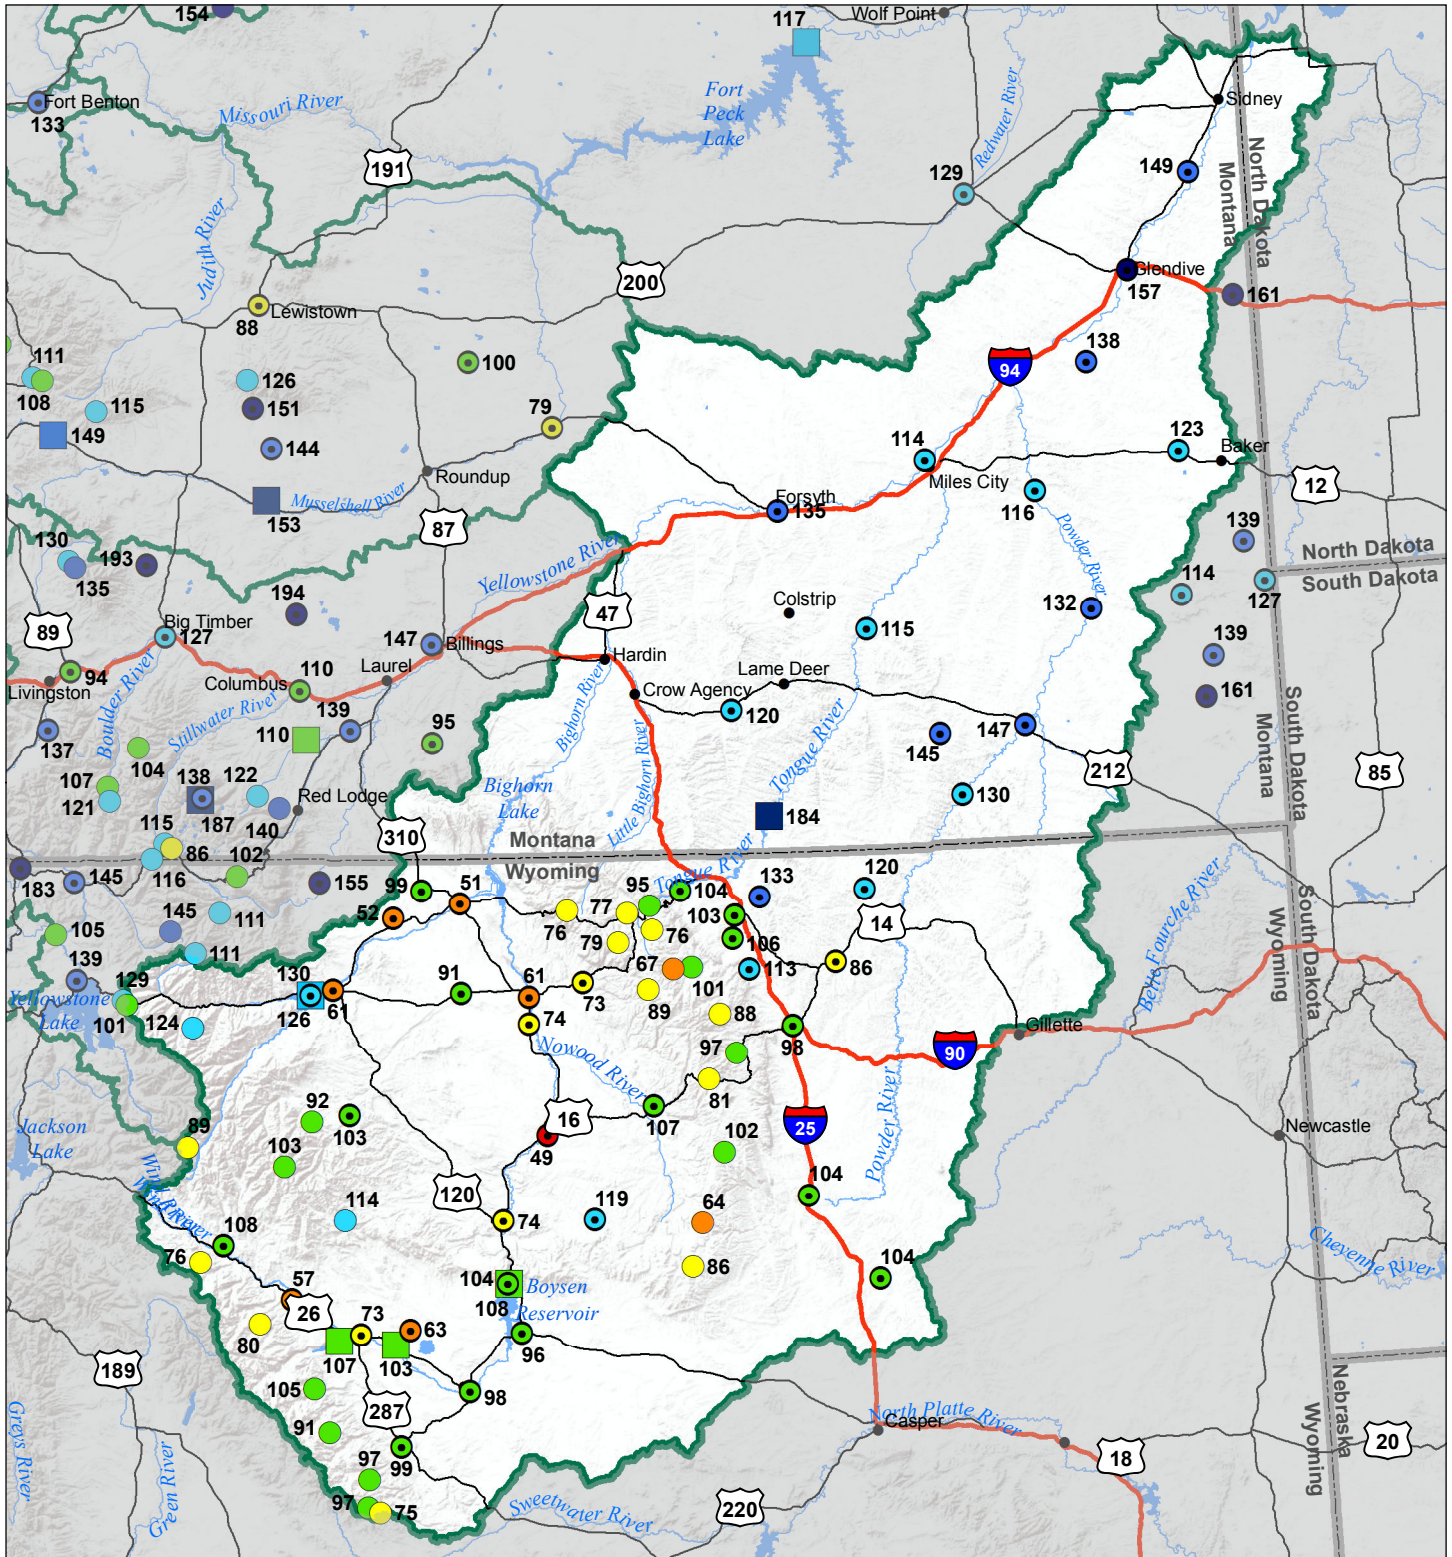 154
117
Wolf Point
Fort Benton
133
Missouri River
Fort
Peck
Lake
Redwater River
Sidney
191
149
129
North Dakota
Montana
Judith River
200
Glendive
157
161
Lewistown
88
111
108
126
100
138
94
115
151
79
149
144
114
123
Baker
Roundup
Miles City
116
12
Musselshell River
153
Forsyth
135
87
Powder River
139
130
135
193
Yellowstone River
North Dakota
South Dakota
114
127
194
Colstrip
47
132
89
Big Timber
127
147
Billings
115
139
Hardin
94
110
Laurel
Lame Deer
Livingston
Columbus
Crow Agency
161
Boulder River
Stillwater River
139
Bighorn River
120
South Dakota
Montana
137
110
95
Little Bighorn River
Tongue River
145
147
104
212
85
107
121
138
187
122
140
Red Lodge
Bighorn
Lake
130
184
115
86
116
102
310
Montana
Wyoming
Tongue River
183
145
155
99
51
95
104
133
120
Belle Fourche River
South Dakota
Wyoming
52
76
77
103
14
145
111
76
105
111
79
106
139
129
130
91
61
67
101
113
86
Yellowstone
Lake
101
124
126
61
73
89
88
74
98
Gillette
Nowood River
97
90
81
92
103
107
16
25
Powder River
Newcastle
Jackson
Lake
89
103
49
102
Wind River
Wind River
120
104
114
74
119
64
108
76
104
108
Boysen
Reservoir
86
104
Cheyenne River
57
26
73
63
80
107
103
96
189
105
98
Nebraska
Wyoming
287
91
99
North Platte River
Casper
Greys River
97
18
20
Green River
97
75
Sweetwater River
220